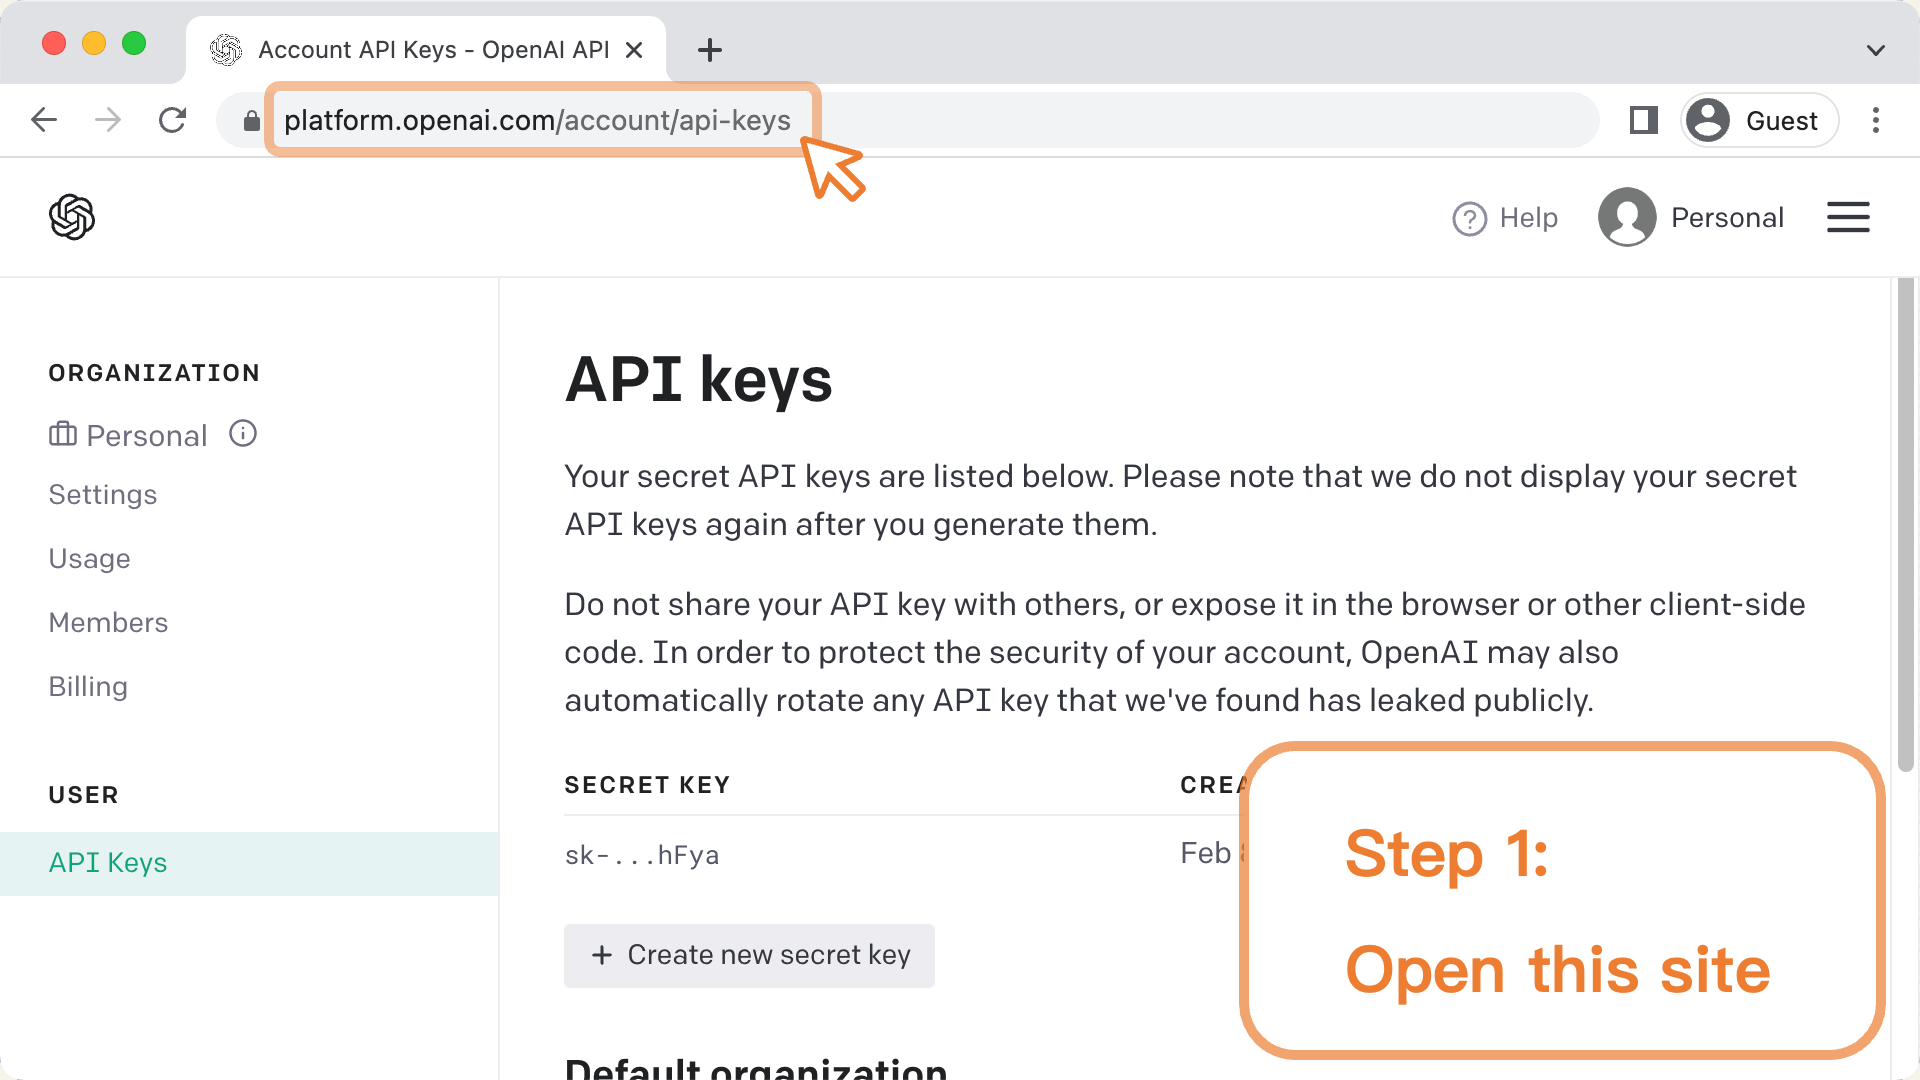 Account API Keys - OpenAI API
platform.openai.com/account/api-keys
Guest
Help
Personal
ORGANIZATION
Personal
Settings
Usage
Members
Billing
USER
API Keys
API keys
Your secret API keys are listed below. Please note that we do not display your secret
API keys again after you generate them.
Do not share your API key with others, or expose it in the browser or other client-side
code. In order to protect the security of your account, OpenAI may also
automatically rotate any API key that we've found has leaked publicly.
SECRET KEY
CREA
sk-...hFya
Feb
+ Create new secret key
Default organization
Step 1:
Open this site